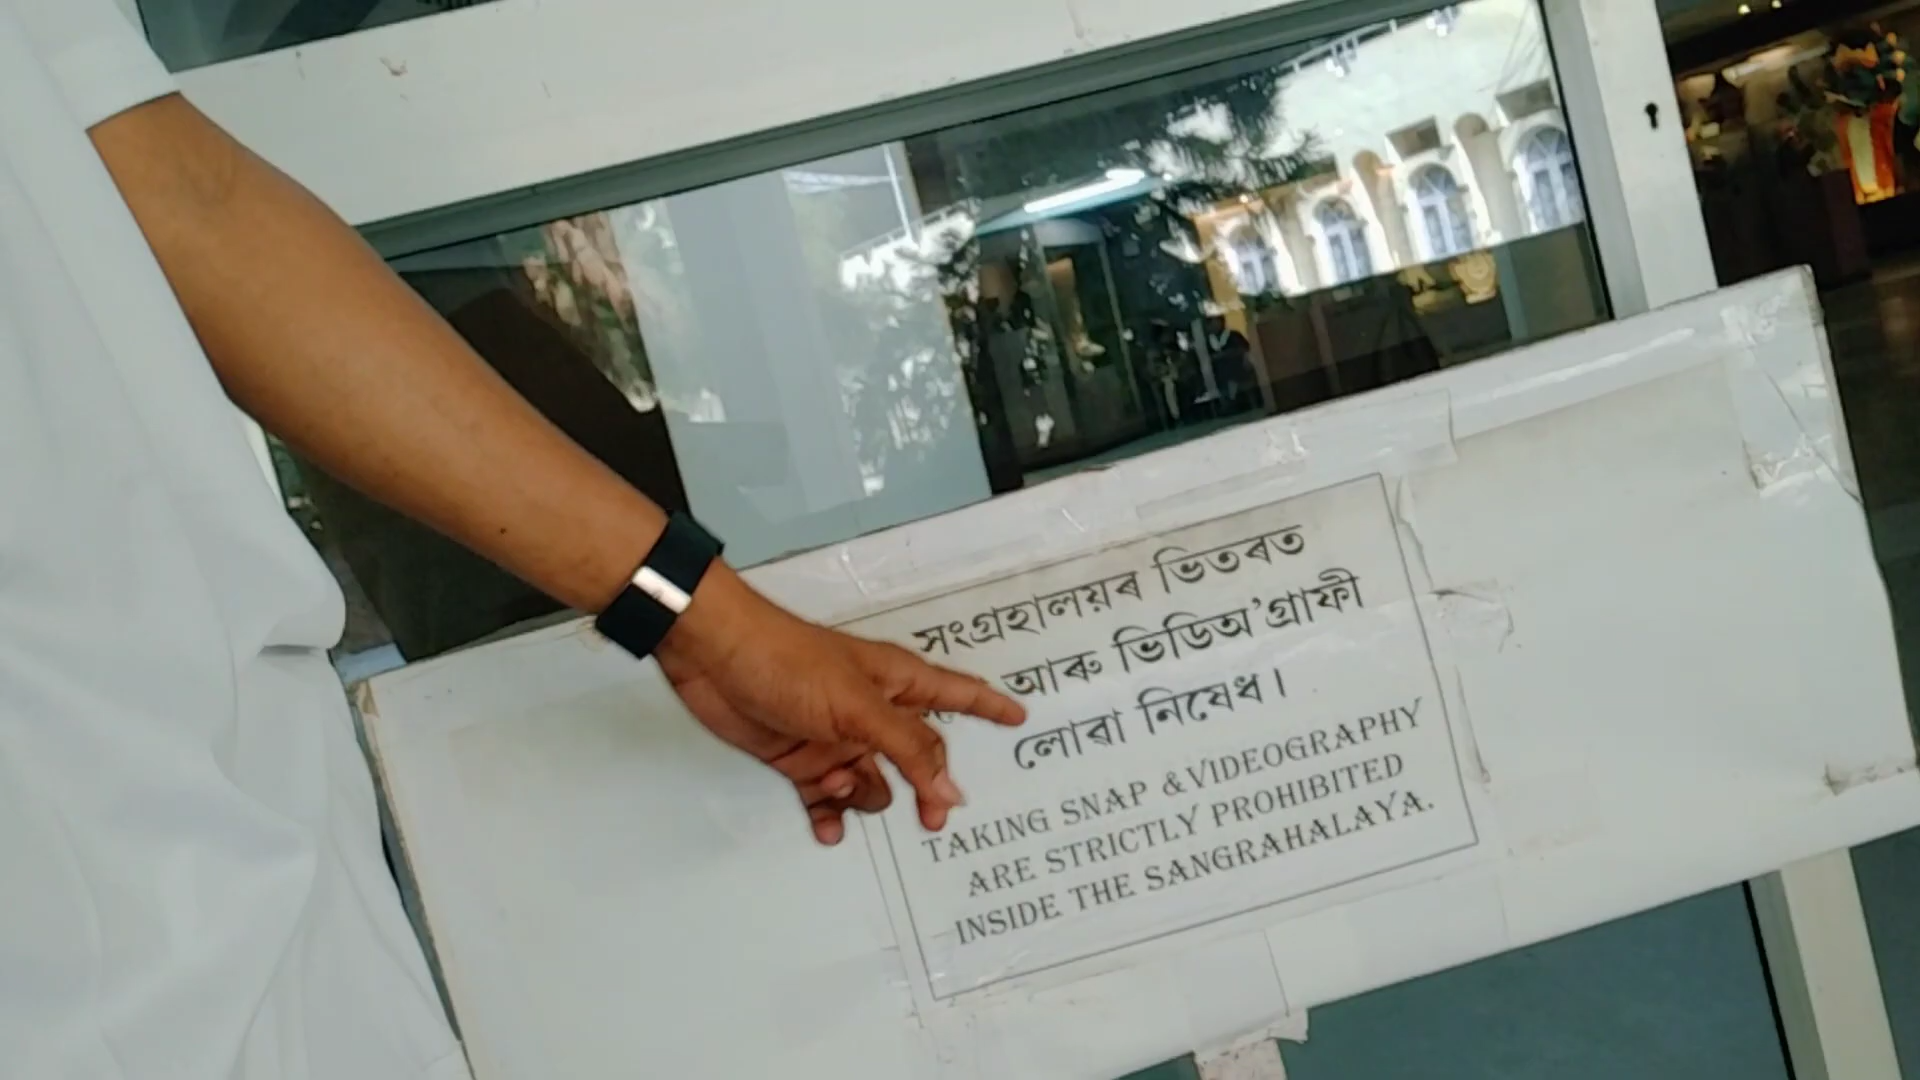 সংগ্ৰহালয়ৰ ভিতৰত
আৰু ভিডিঅ'গ্ৰাফী
লোৱা নিষেধ।
TAKING SNAP & VIDEOGRAPHY
ARE STRICTLY PROHIBITED
INSIDE THE SANGRAHALAYA.